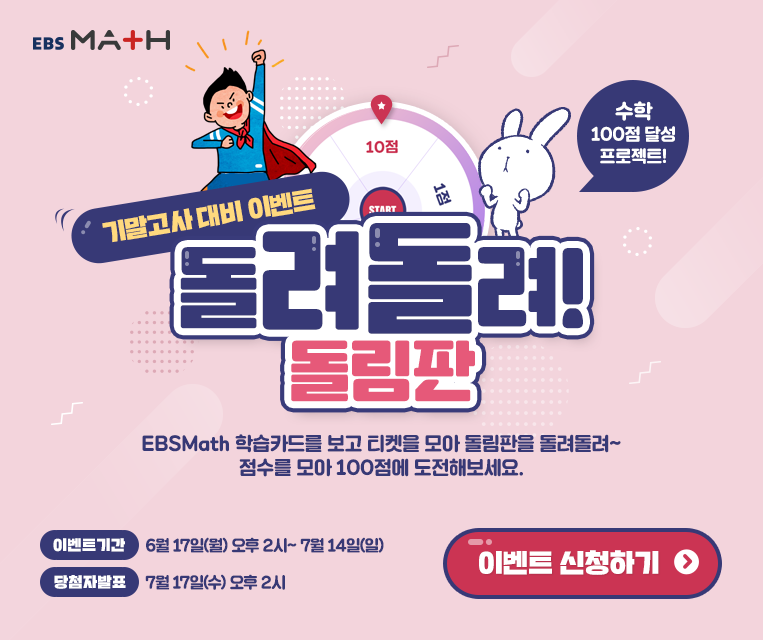 EBS MATH
10점
1점
START
수학
100점 달성
프로젝트!
기말고사 대비 이벤트
돌려돌려!
돌림판
EBSMath 학습카드를 보고 티켓을 모아 돌림판을 돌려돌려~
점수를 모아 100점에 도전해보세요.
이벤트기간 6월 17일(월) 오후 2시~ 7월 14일(일)
당첨자발표 7월 17일(수) 오후 2시
이벤트 신청하기